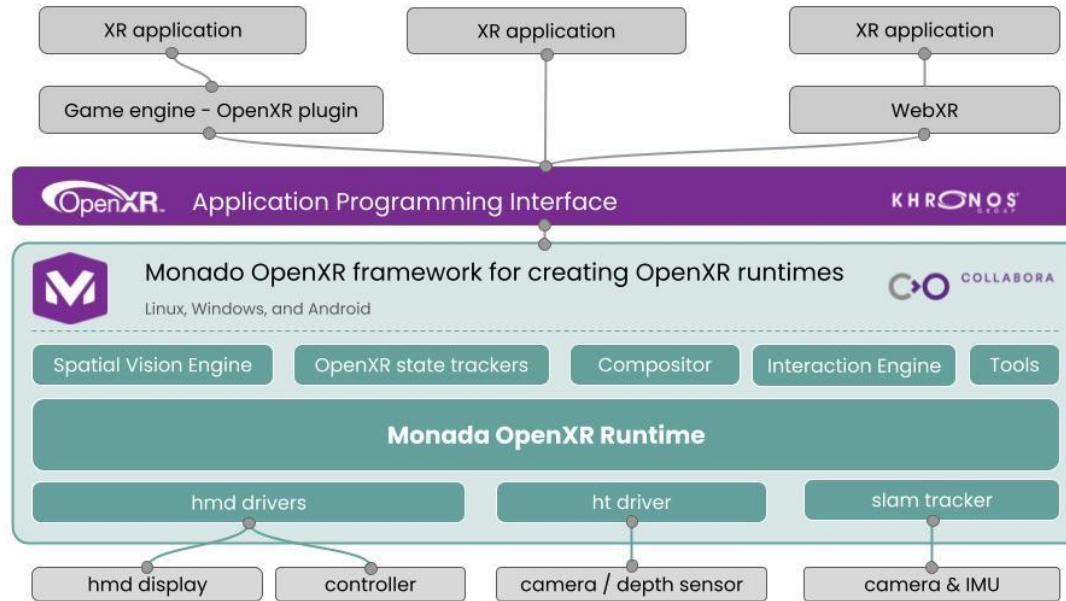 XR application
XR application
XR application
Game engine - OpenXR plugin
WebXR
OpenXR™ Application Programming Interface
KHRONOS®
GROUP
Monado OpenXR framework for creating OpenXR runtimes
COLLABORA
Linux, Windows, and Android
Spatial Vision Engine
OpenXR state trackers
Compositor
Interaction Engine
Tools
Monada OpenXR Runtime
hmd drivers
ht driver
slam tracker
hmd display
controller
camera / depth sensor
camera & IMU